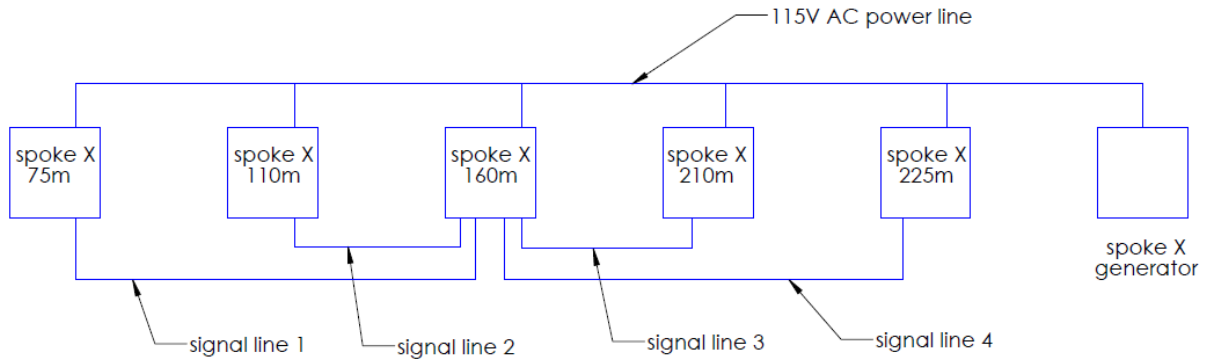 115V AC power line
spoke X
75m
spoke X
110m
spoke X
160m
spoke X
210m
spoke X
225m
spoke X
generator
signal line 1
signal line 2
signal line 3
signal line 4